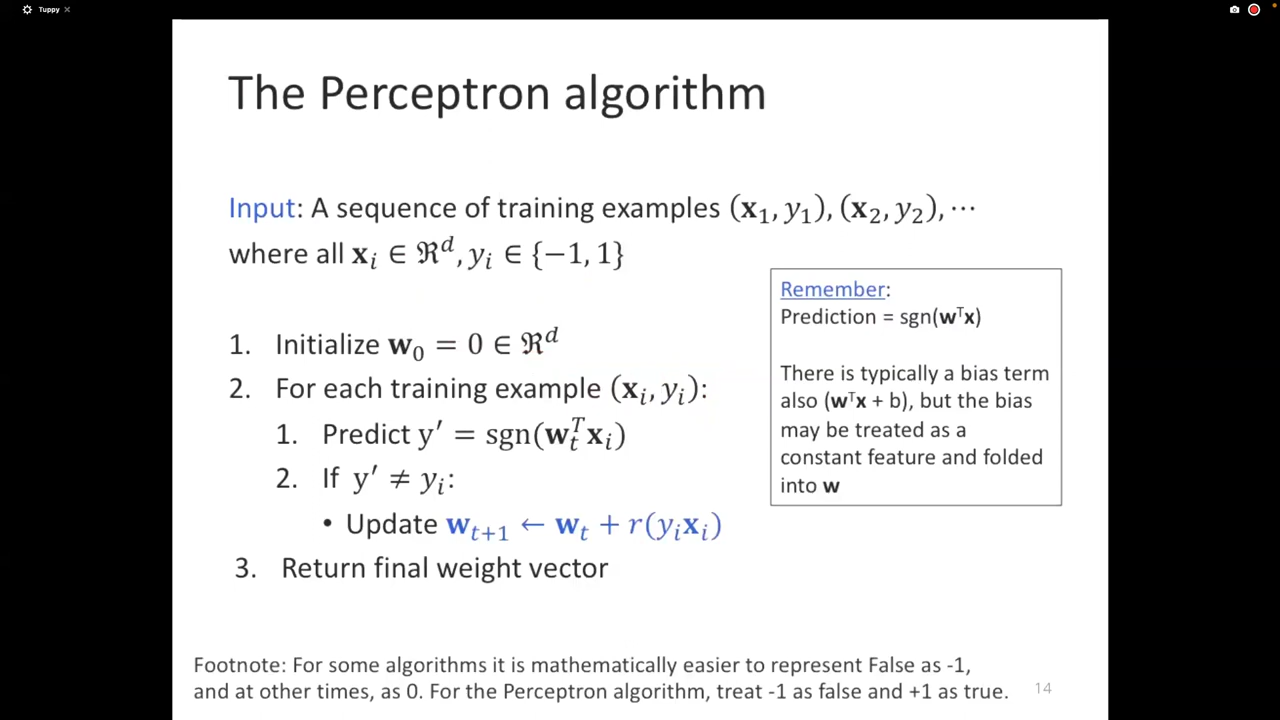 Tuppy ×
The Perceptron algorithm
Input: A sequence of training examples (𝐱₁, y₁), (𝐱₂, y₂), ⋯
where all 𝐱ᵢ ∈ ℜᵈ, yᵢ ∈ {−1, 1}
1. Initialize 𝐰₀ = 0 ∈ ℜᵈ
2. For each training example (𝐱ᵢ, yᵢ):
1. Predict y′ = sgn(𝐰ₜᵀ𝐱ᵢ)
2. If y′ ≠ yᵢ:
• Update 𝐰ₜ₊₁ ← 𝐰ₜ + r(yᵢ𝐱ᵢ)
3. Return final weight vector
Remember:
Prediction = sgn(𝐰ᵀ𝐱)
There is typically a bias term
also (𝐰ᵀ𝐱 + b), but the bias
may be treated as a
constant feature and folded
into 𝐰
Footnote: For some algorithms it is mathematically easier to represent False as -1,
and at other times, as 0. For the Perceptron algorithm, treat -1 as false and +1 as true.
14